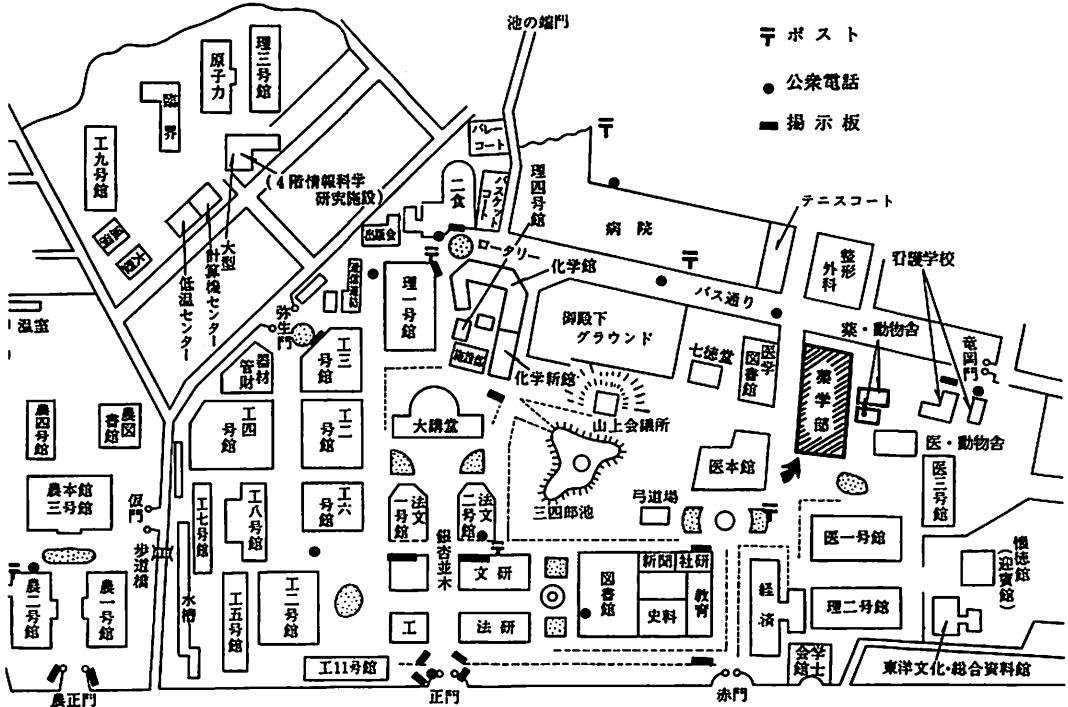 池の端門
ポスト
公衆電話
掲示板
理三号館
原子力
臨界
工九号館
大型
(4階情報科学
研究施設)
計算機センター
低温センター
バレー
コート
二食
バスケット
コート
理四号館
出版会
ロータリー
病院
テニスコート
整形
外科
看護学校
バス通り
化学館
理一号館
御殿下
グラウンド
七徳堂
医学
図書館
薬・動物舎
薬学部
竜岡門
温室
弥生門
工三
号館
器材
管財
施設部
化学新館
山上会議所
医・動物舎
農四号館
農図
書館
工四
号館
工二
号館
大講堂
三四郎池
医本館
医三号館
農本館
三号館
仮門
工七号館
工八号館
工六
号館
法文
一号館
法文
二号館
弓道場
医一号館
懐徳館
(迎賓館)
歩道橋
銀杏並木
文研
図書館
新聞
社研
史料
教育
経済
理二号館
農二号館
農一号館
水槽
工五号館
工二号館
工
法研
学士
会館
東洋文化・総合資料館
工11号館
農正門
正門
赤門